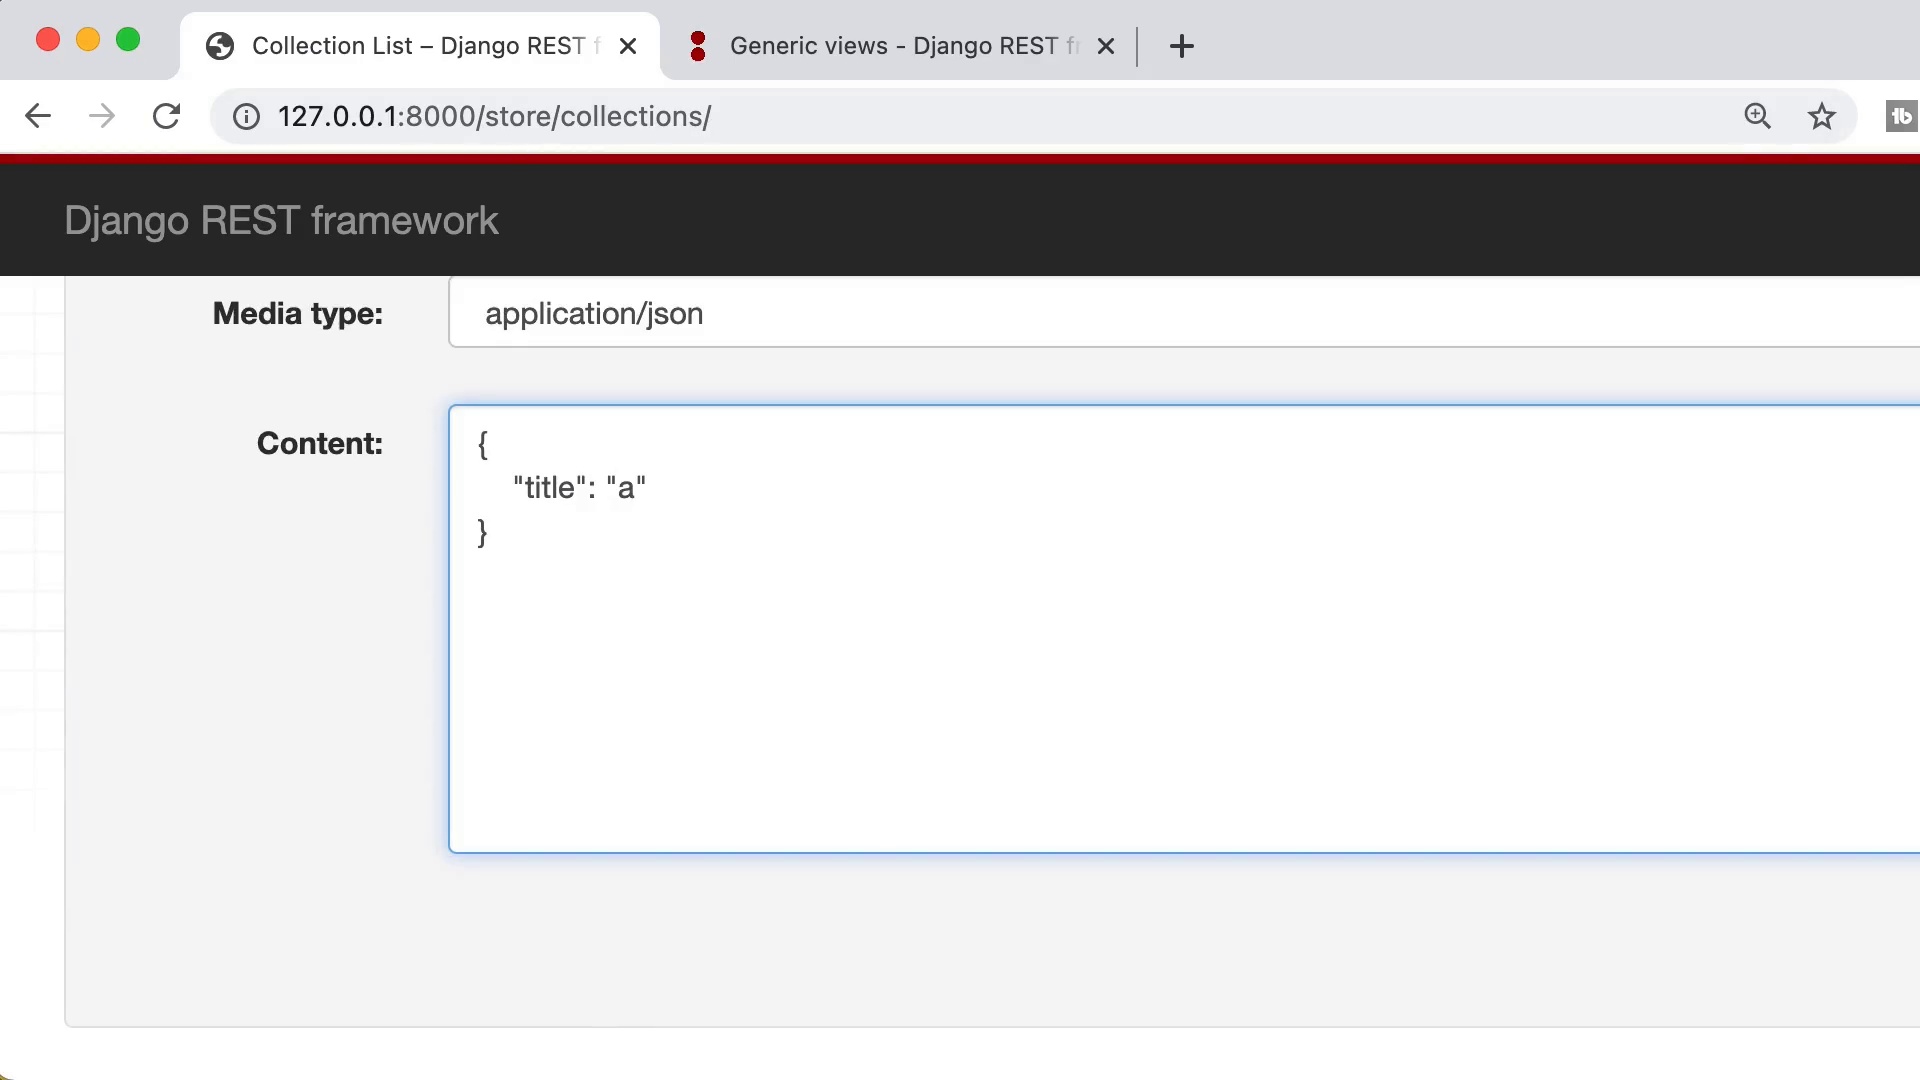 Collection List – Django REST f
Generic views - Django REST fr
127.0.0.1:8000/store/collections/
Django REST framework
Media type: application/json
Content:
{
"title": "a"
}